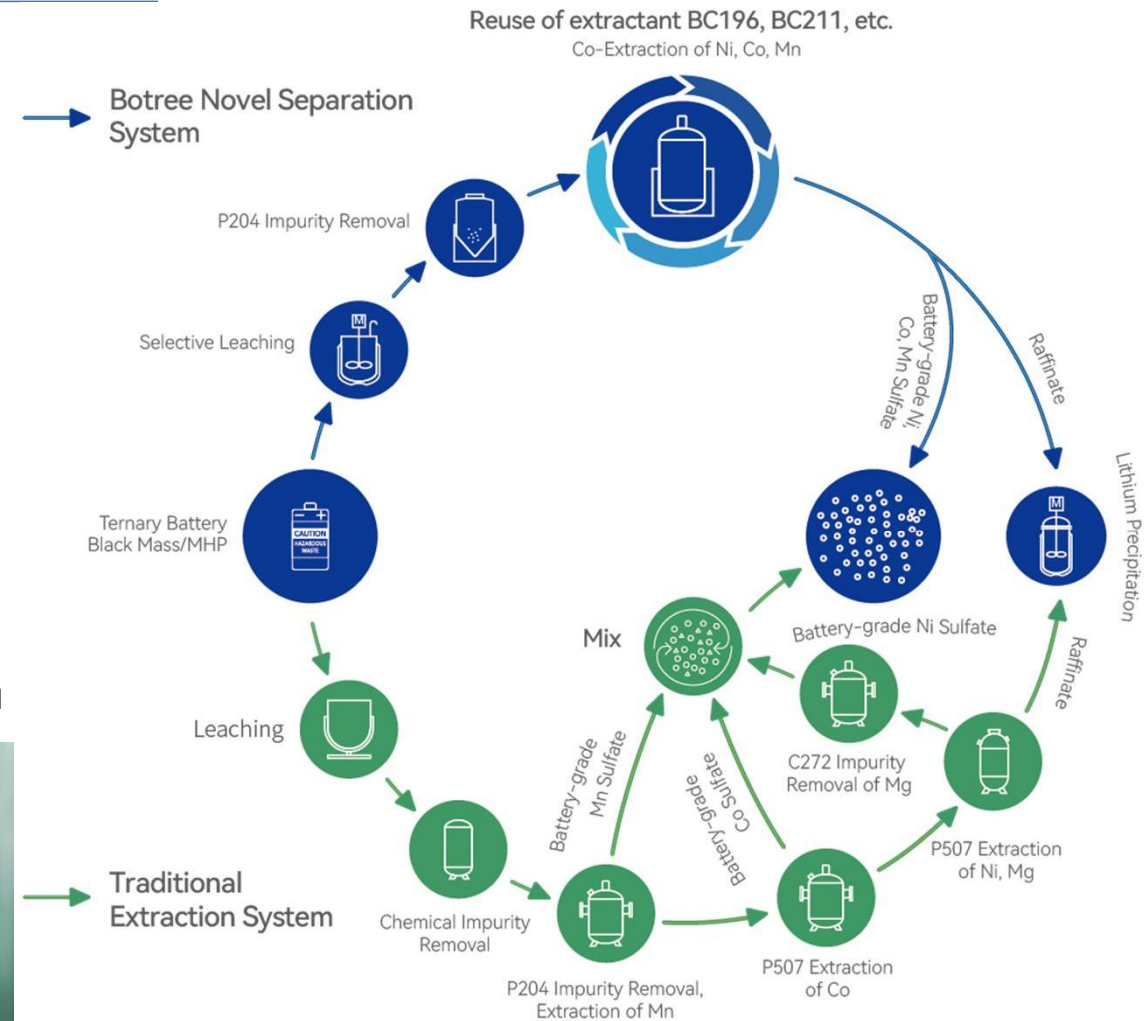 Reuse of extractant BC196, BC211, etc.
Co-Extraction of Ni, Co, Mn
Botree Novel Separation
System
P204 Impurity Removal
Selective Leaching
M
Ternary Battery
Black Mass/MHP
- +
CAUTION
HAZARDOUS
WASTE
Battery-grade Ni,
Co, Mn Sulfate
Raffinate
M
Lithium Precipitation
Mix
Battery-grade Ni Sulfate
Raffinate
Leaching
C272 Impurity
Removal of Mg
Battery-grade
Mn Sulfate
Battery-grade
Co Sulfate
P507 Extraction
of Ni, Mg
Traditional
Extraction System
Chemical Impurity
Removal
P507 Extraction
of Co
P204 Impurity Removal,
Extraction of Mn